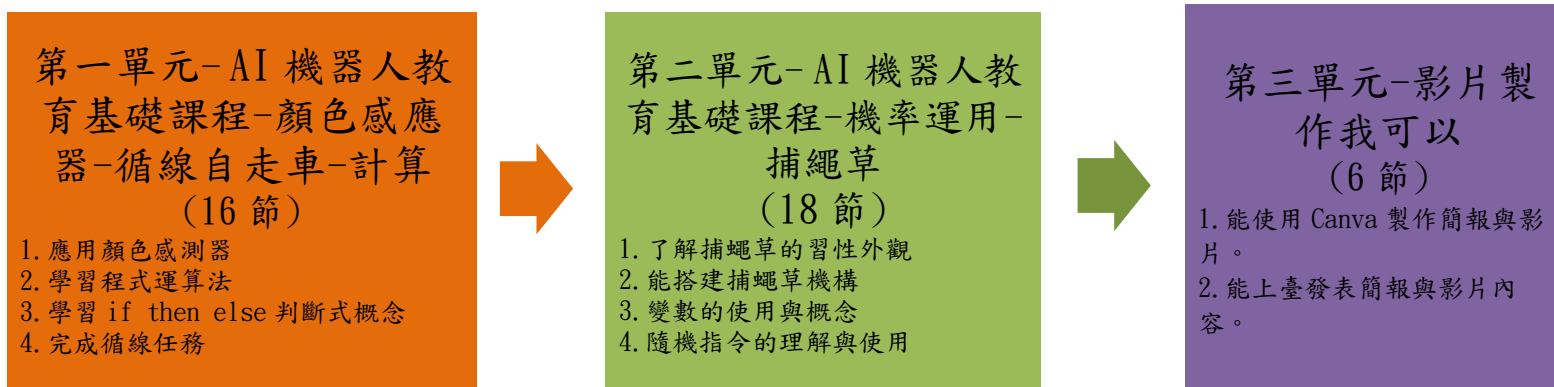 第一單元-AI 機器人教
育基礎課程-顏色感應
器-循線自走車-計算
(16 節)
1.應用顏色感測器
2.學習程式運算法
3.學習 if then else 判斷式概念
4.完成循線任務
第二單元-AI 機器人教
育基礎課程-機率運用-
捕繩草
(18 節)
1.了解捕蠅草的習性外觀
2.能搭建捕蠅草機構
3.變數的使用與概念
4.隨機指令的理解與使用
第三單元-影片製
作我可以
(6 節)
1.能使用 Canva 製作簡報與影
片。
2.能上臺發表簡報與影片內
容。